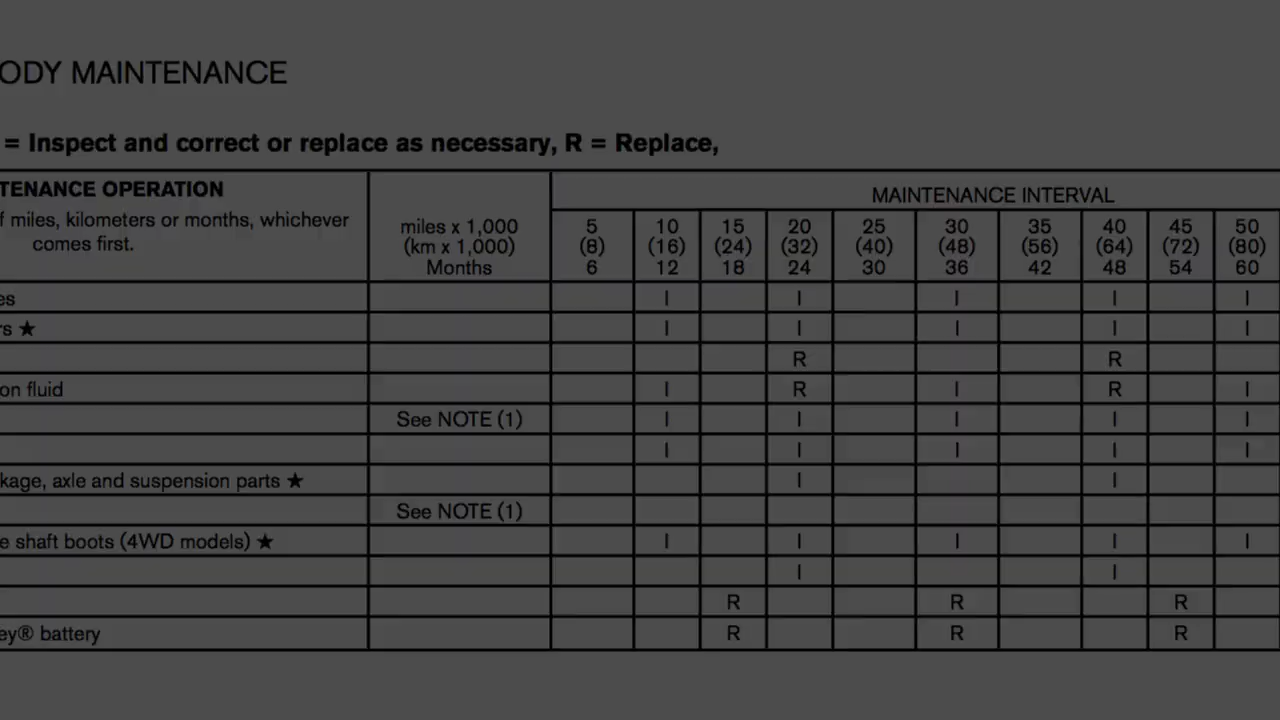 ODY MAINTENANCE
= Inspect and correct or replace as necessary, R = Replace,
TENANCE OPERATION
f miles, kilometers or months, whichever
comes first.
miles x 1,000
(km x 1,000)
Months
MAINTENANCE INTERVAL
5 10 15 20 25 30 35 40 45 50
(8) (16) (24) (32) (40) (48) (56) (64) (72) (80)
6 12 18 24 30 36 42 48 54 60
es I I I I I
rs ★ I I I I I
R R
on fluid I R I R I
See NOTE (1) I I I I I
I I I I I
kage, axle and suspension parts ★ I I
See NOTE (1)
e shaft boots (4WD models) ★ I I I I I
I I
R R R
ey® battery R R R